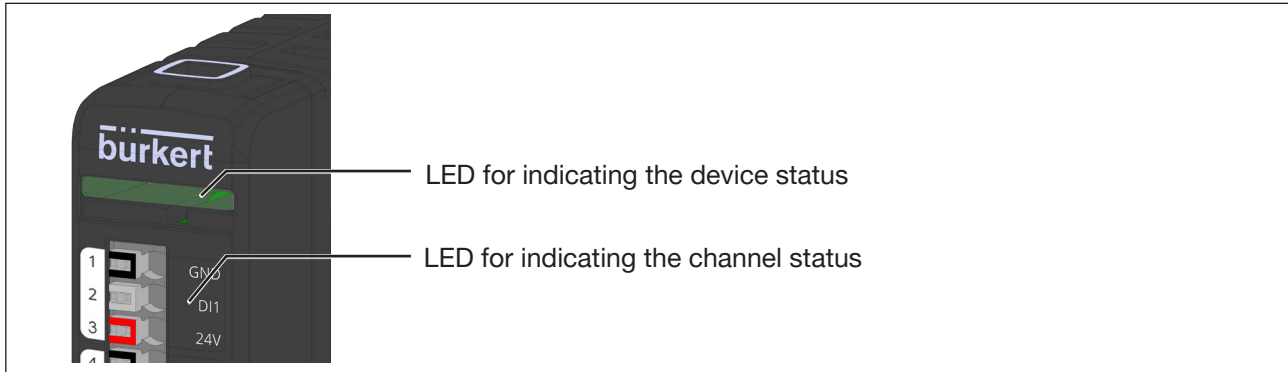 bürkert
LED for indicating the device status
LED for indicating the channel status
1
GND
2
DI1
3
24V
4